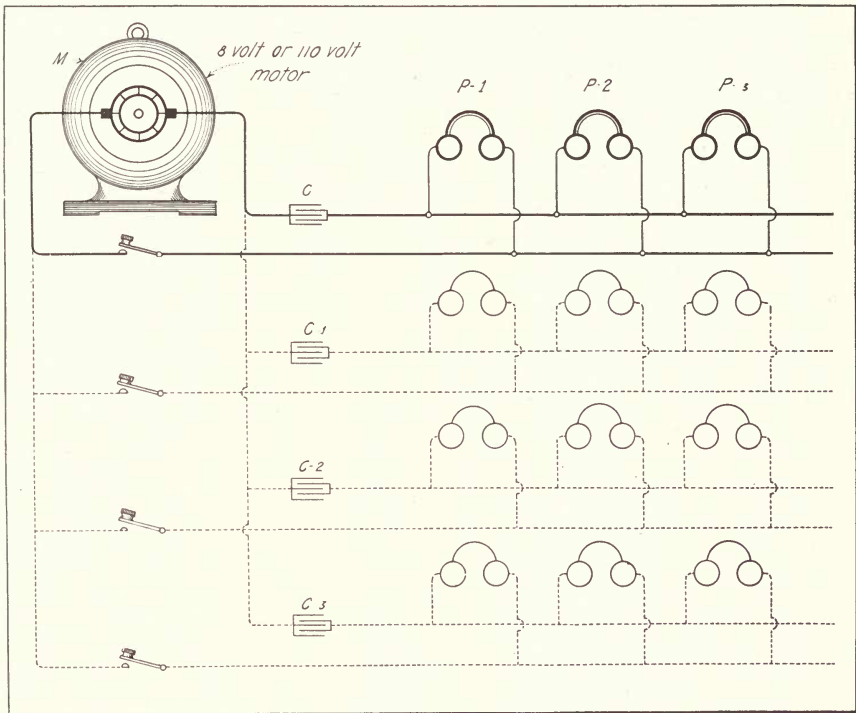 M
8 volt or 110 volt
motor
P-1
P-2
P-3
C
C 1
C-2
C 3